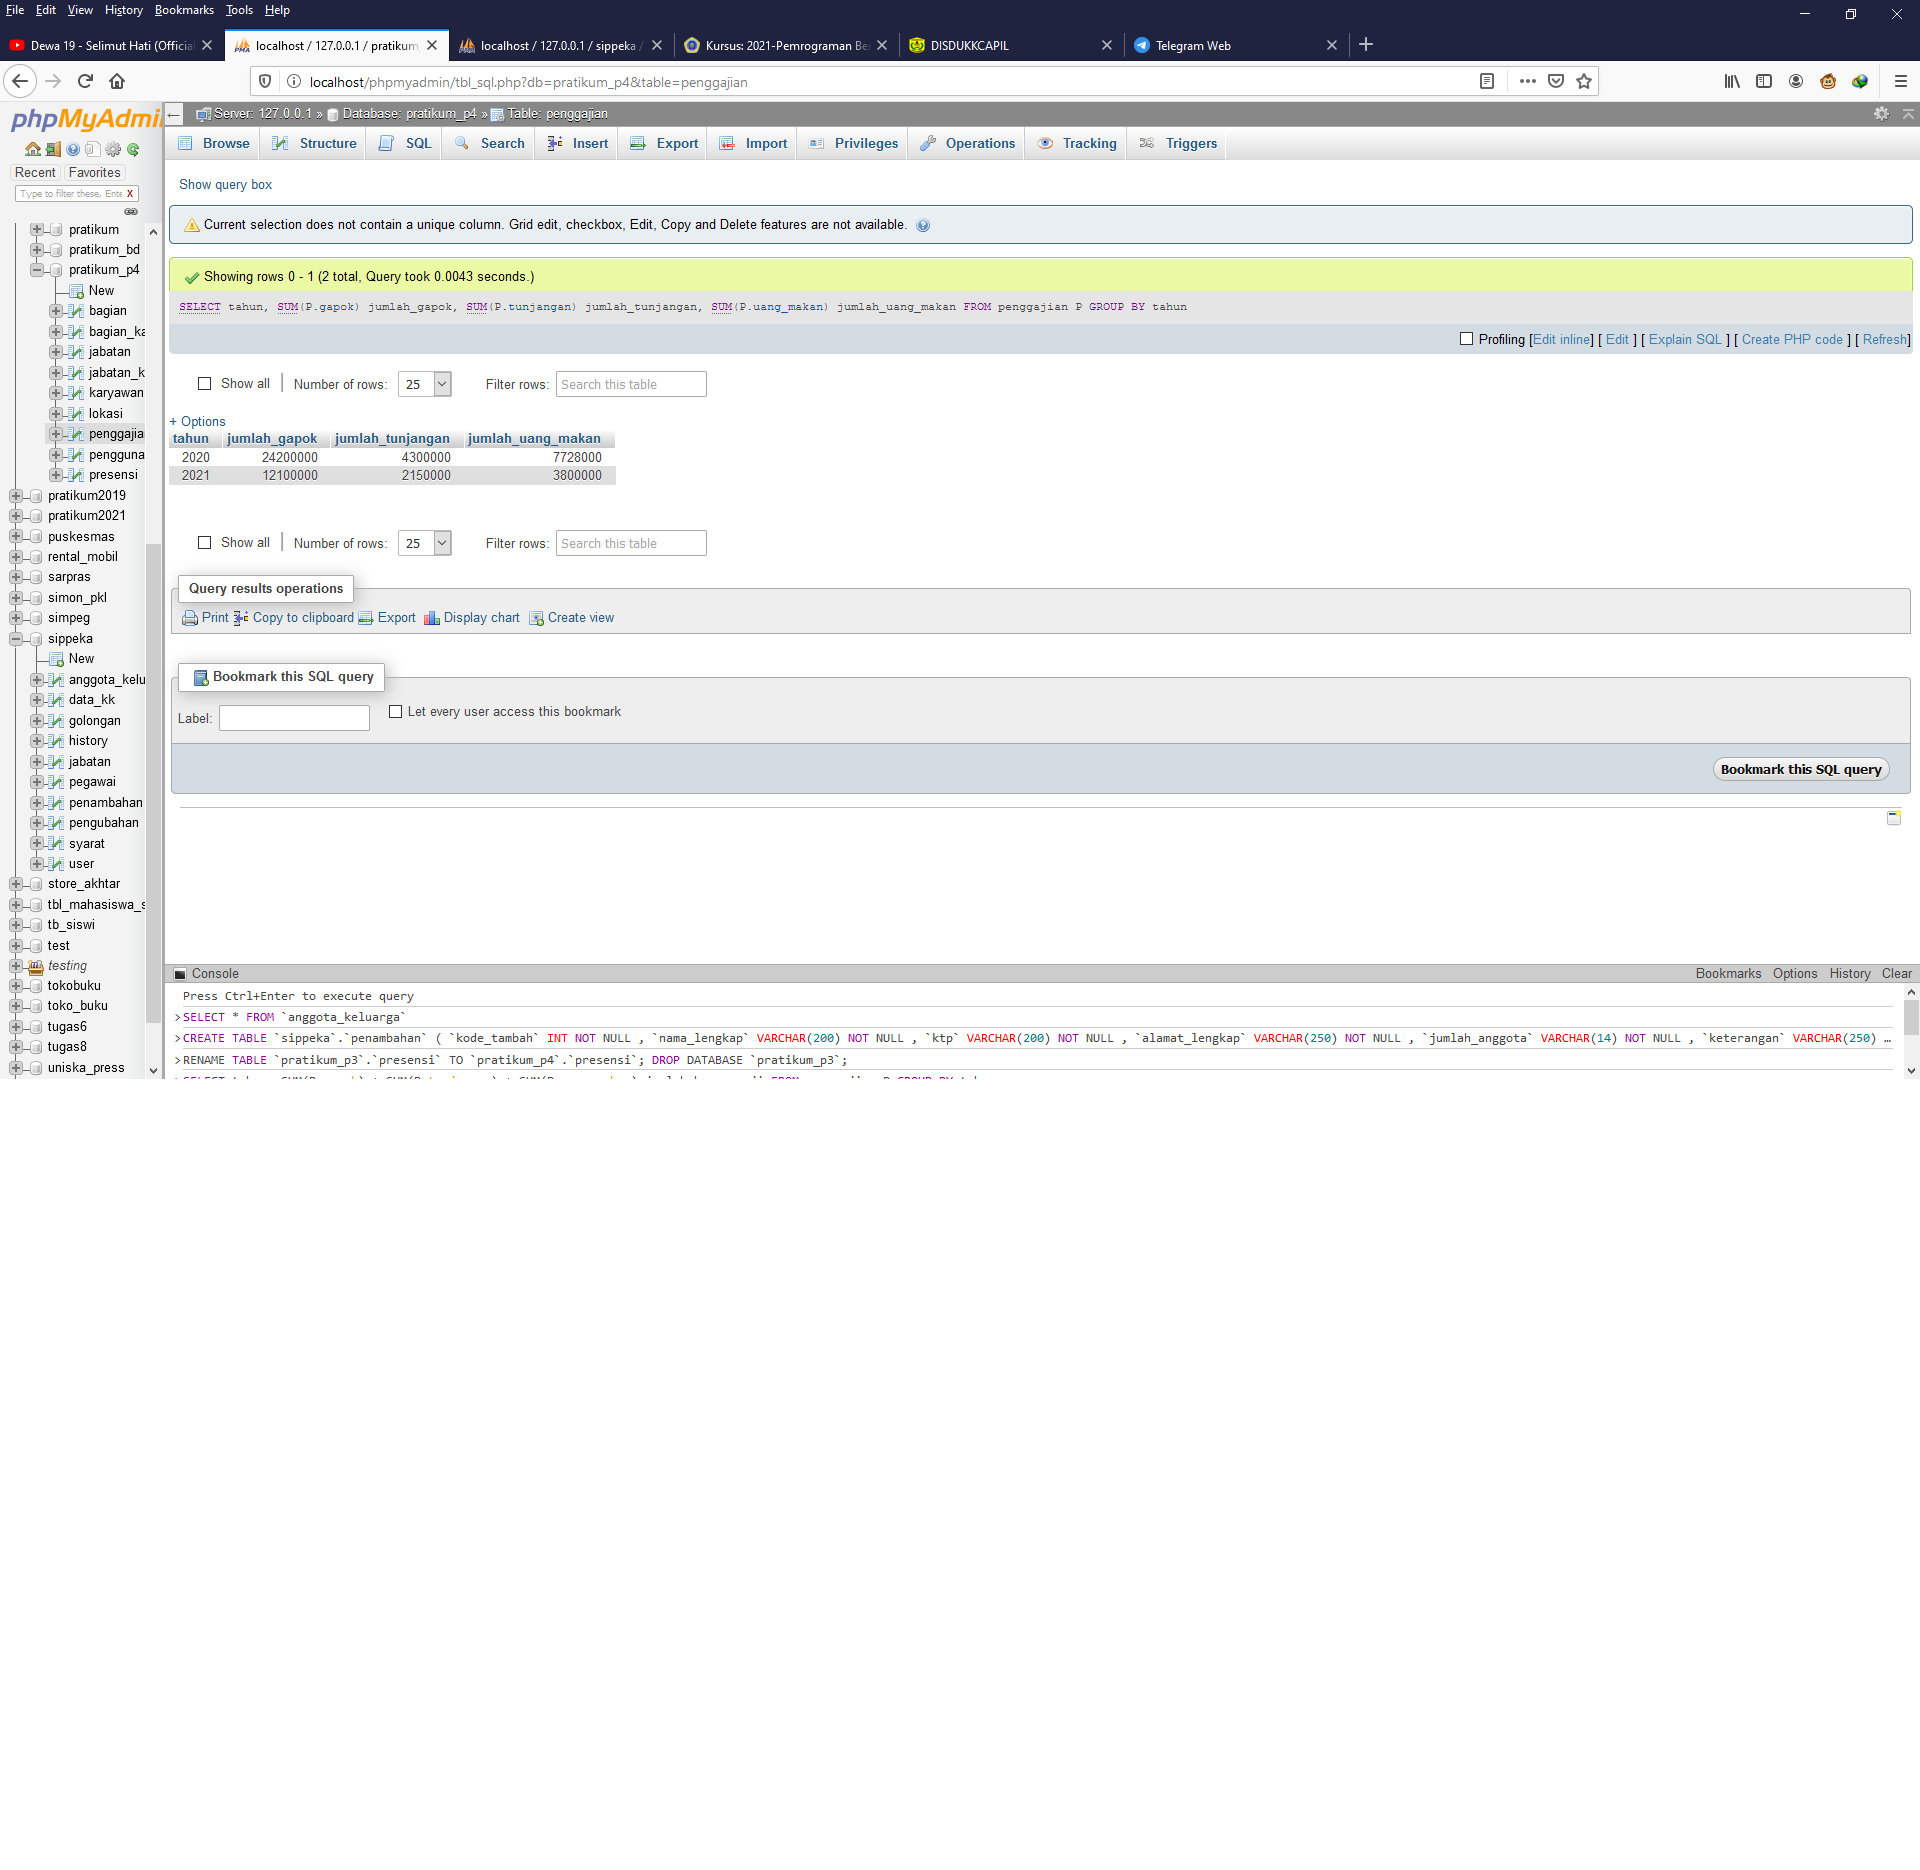 File Edit View History Bookmarks Tools Help
Dewa 19 - Selimut Hati (Official localhost / 127.0.0.1 / pratikum localhost / 127.0.0.1 / sippeka / Kursus: 2021-Pemrograman Be DISDUKKCAPIL Telegram Web
localhost/phpmyadmin/tbl_sql.php?db=pratikum_p4&table=penggajian
phpMyAdmi
Recent Favorites
Type to filter these, Ente X
pratikum
pratikum_bd
pratikum_p4
New
bagian
bagian_ka
jabatan
jabatan_k
karyawan
lokasi
penggajia
pengguna
presensi
pratikum2019
pratikum2021
puskesmas
rental_mobil
sarpras
simon_pkl
simpeg
sippeka
New
anggota_kelu
data_kk
golongan
history
jabatan
pegawai
penambahan
pengubahan
syarat
user
store_akhtar
tbl_mahasiswa_s
tb_siswi
test
testing
tokobuku
toko_buku
tugas6
tugas8
uniska_press
Server: 127.0.0.1 » Database: pratikum_p4 » Table: penggajian
Browse Structure SQL Search Insert Export Import Privileges Operations Tracking Triggers
Show query box
Current selection does not contain a unique column. Grid edit, checkbox, Edit, Copy and Delete features are not available.
Showing rows 0 - 1 (2 total, Query took 0.0043 seconds.)
SELECT tahun, SUM(P.gapok) jumlah_gapok, SUM(P.tunjangan) jumlah_tunjangan, SUM(P.uang_makan) jumlah_uang_makan FROM penggajian P GROUP BY tahun
Profiling [Edit inline] [ Edit ] [ Explain SQL ] [ Create PHP code ] [ Refresh]
Show all Number of rows: 25 Filter rows: Search this table
+ Options
tahun jumlah_gapok jumlah_tunjangan jumlah_uang_makan
2020 24200000 4300000 7728000
2021 12100000 2150000 3800000
Show all Number of rows: 25 Filter rows: Search this table
Query results operations
Print Copy to clipboard Export Display chart Create view
Bookmark this SQL query
Label: Let every user access this bookmark
Bookmark this SQL query
Console Bookmarks Options History Clear
Press Ctrl+Enter to execute query
>SELECT * FROM `anggota_keluarga`
>CREATE TABLE `sippeka`.`penambahan` ( `kode_tambah` INT NOT NULL , `nama_lengkap` VARCHAR(200) NOT NULL , `ktp` VARCHAR(200) NOT NULL , `alamat_lengkap` VARCHAR(250) NOT NULL , `jumlah_anggota` VARCHAR(14) NOT NULL , `keterangan` VARCHAR(250) …
>RENAME TABLE `pratikum_p3`.`presensi` TO `pratikum_p4`.`presensi`; DROP DATABASE `pratikum_p3`;